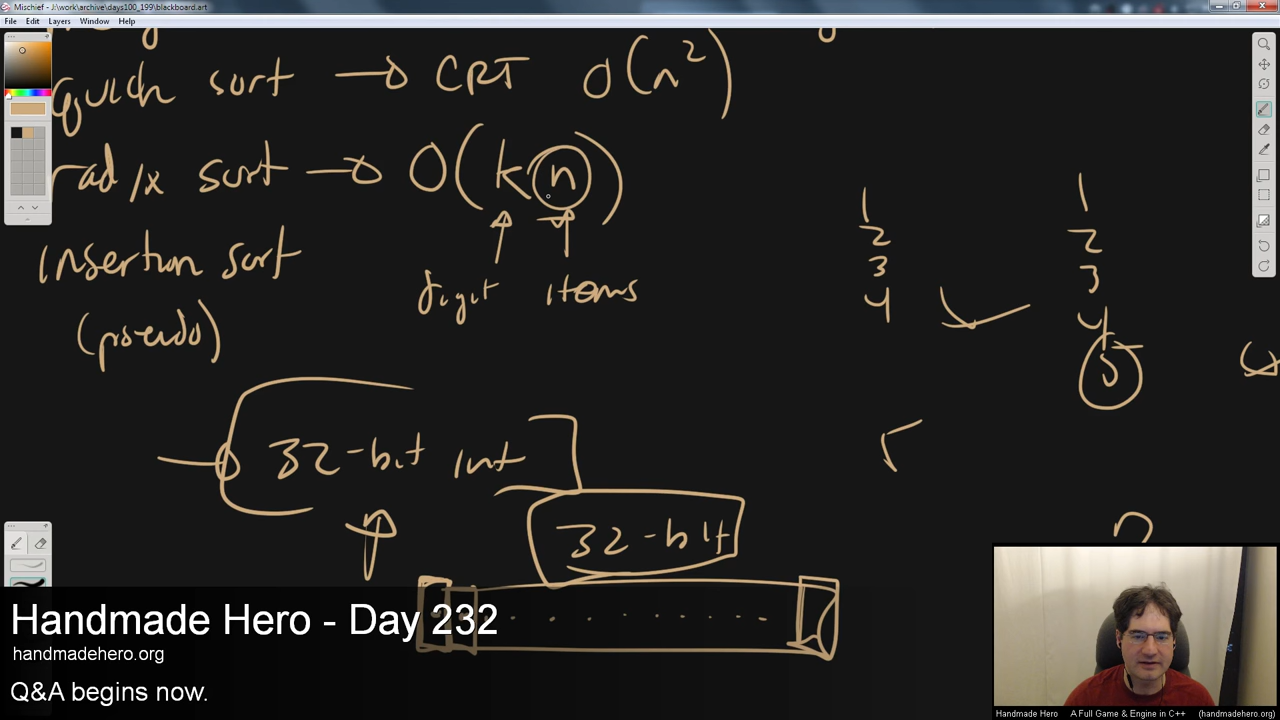 Mischief - J:\work\archive\days100_199\blackboard.art
File Edit Layers Window Help
quick sort → CRT O(n²)
radix sort → O(kn)
digit items
insertion sort
(pseudo)
1 1
2 2
3 3
4 4
5
32-bit int
32-bit
Handmade Hero - Day 232
handmadehero.org
Q&A begins now.
Handmade Hero A Full Game & Engine in C++ (handmadehero.org)